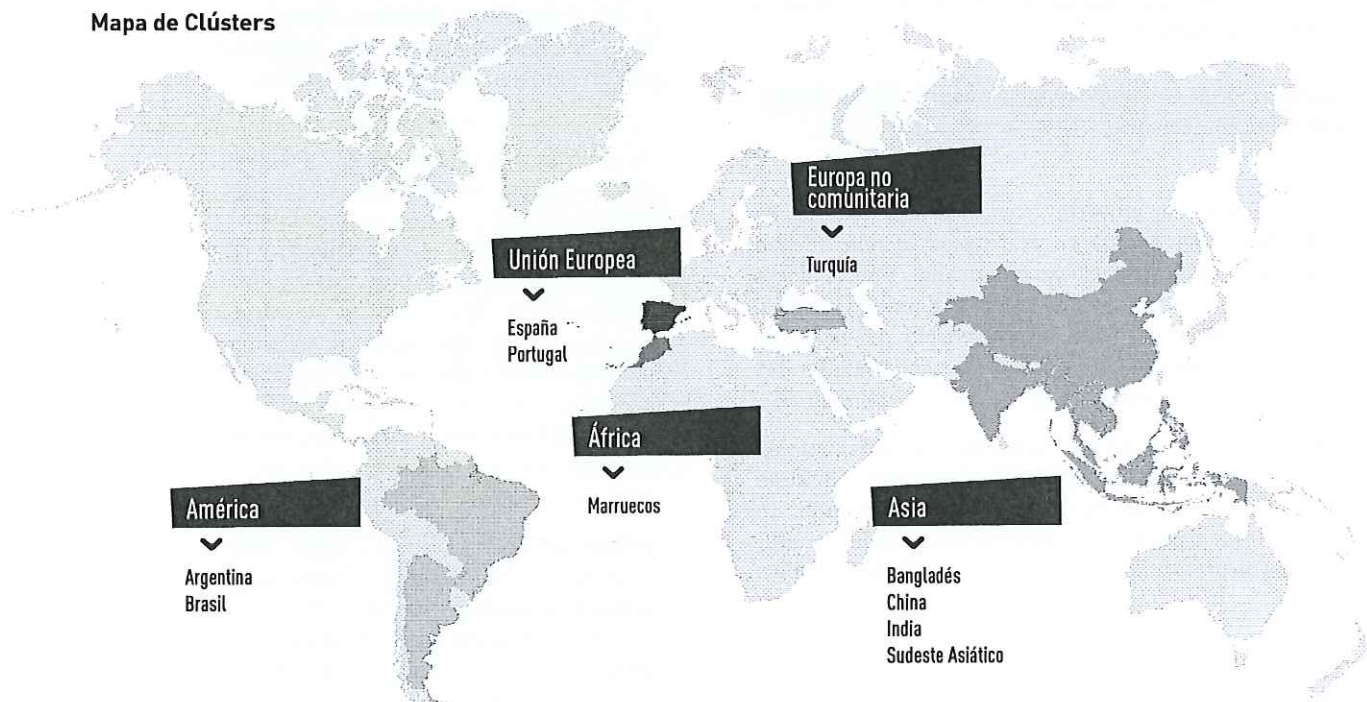 Mapa de Clústers
Europa no
comunitaria
Turquía
Unión Europea
España
Portugal
África
Marruecos
América
Argentina
Brasil
Asia
Bangladés
China
India
Sudeste Asiático